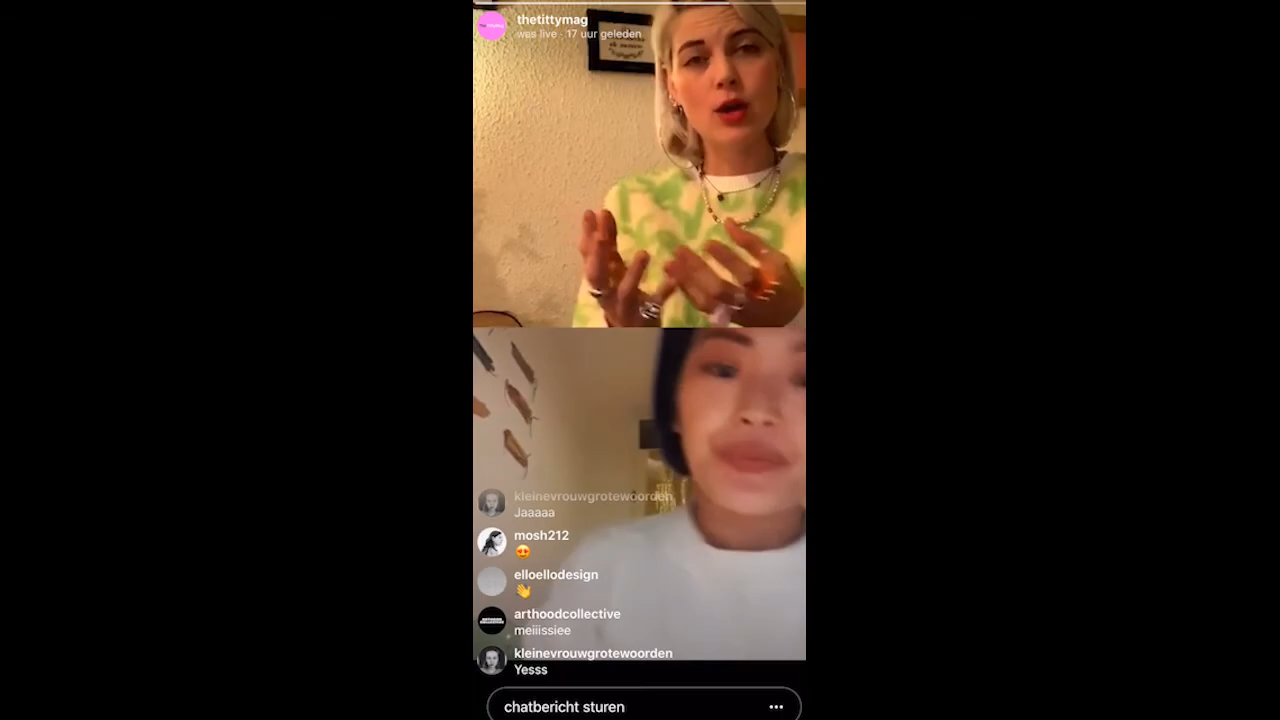 thetittymag
was live · 17 uur geleden
kleinevrouwgrotewoorden
Jaaaaa
mosh212
😍
elloellodesign
👋
arthoodcollective
meiiissiee
kleinevrouwgrotewoorden
Yesss
chatbericht sturen